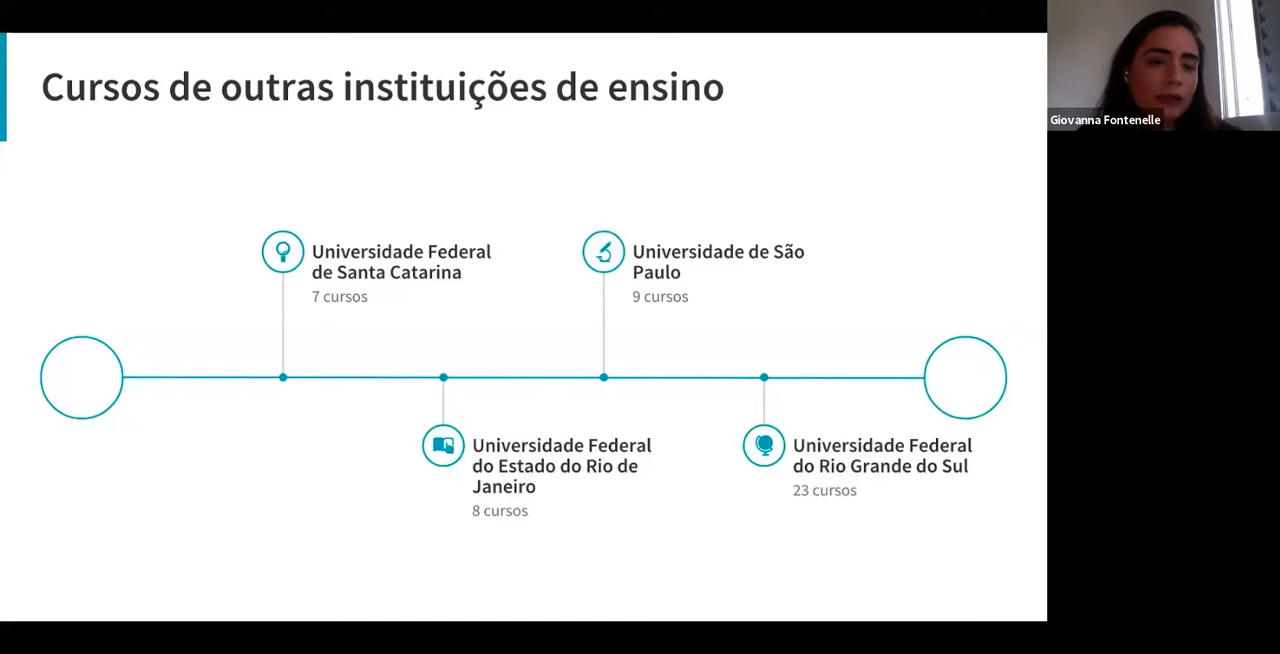 Cursos de outras instituições de ensino
Giovanna Fontenelle
Universidade Federal
de Santa Catarina
7 cursos
Universidade de São
Paulo
9 cursos
Universidade Federal
do Estado do Rio de
Janeiro
8 cursos
Universidade Federal
do Rio Grande do Sul
23 cursos